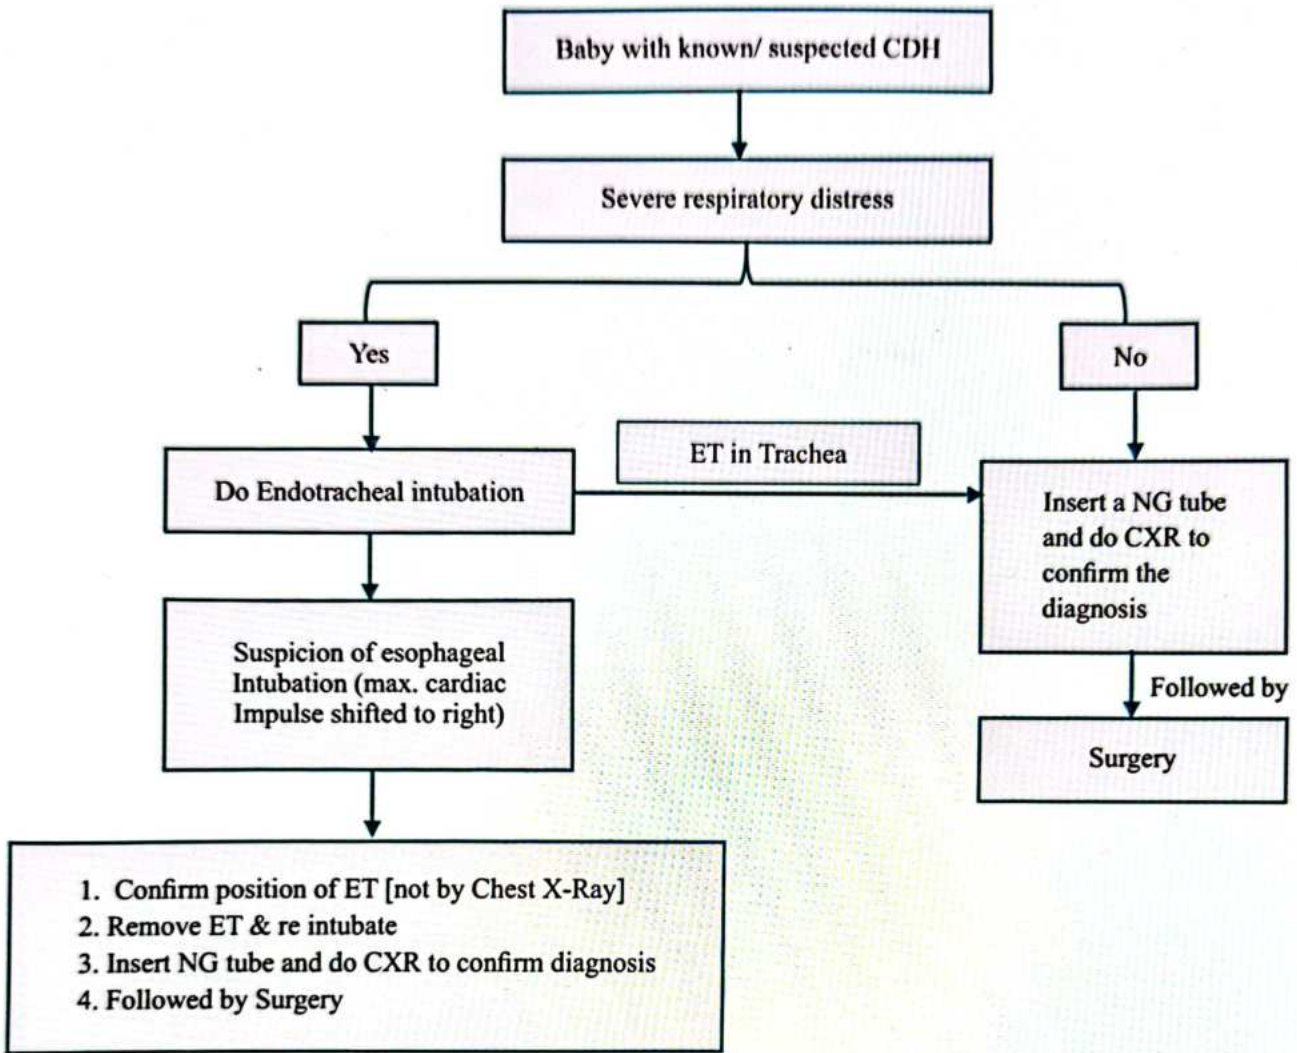 Baby with known/ suspected CDH
Severe respiratory distress
Yes
No
Do Endotracheal intubation
ET in Trachea
Insert a NG tube
and do CXR to
confirm the
diagnosis
Suspicion of esophageal
Intubation (max. cardiac
Impulse shifted to right)
Followed by
Surgery
1. Confirm position of ET [not by Chest X-Ray]
2. Remove ET & re intubate
3. Insert NG tube and do CXR to confirm diagnosis
4. Followed by Surgery